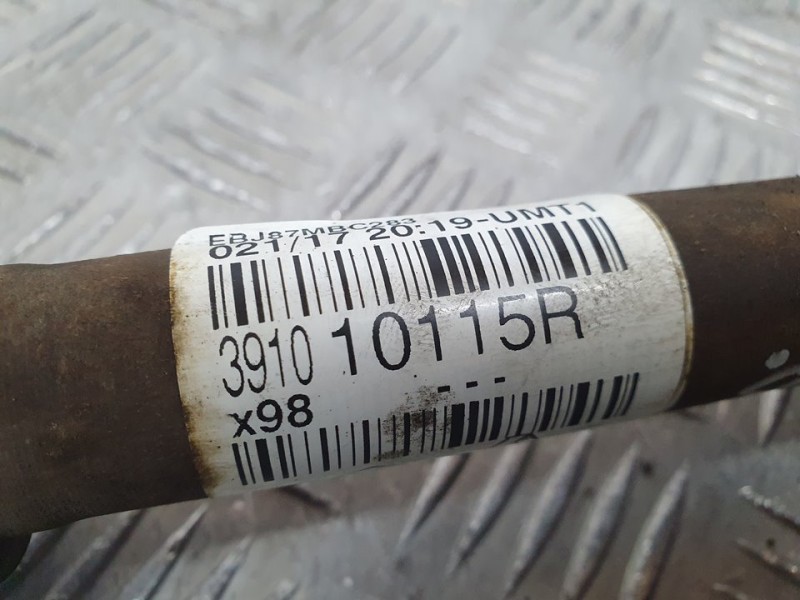 EBJ87MBC283
021/17 20:19-UMT1
3910 10115R
x98 - - -